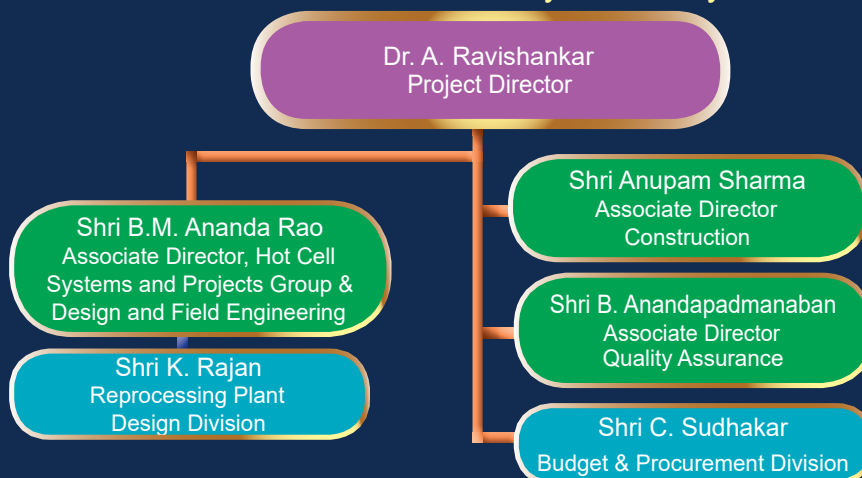 Dr. A. Ravishankar
Project Director
Shri B.M. Ananda Rao
Associate Director, Hot Cell
Systems and Projects Group &
Design and Field Engineering
Shri K. Rajan
Reprocessing Plant
Design Division
Shri Anupam Sharma
Associate Director
Construction
Shri B. Anandapadmanaban
Associate Director
Quality Assurance
Shri C. Sudhakar
Budget & Procurement Division